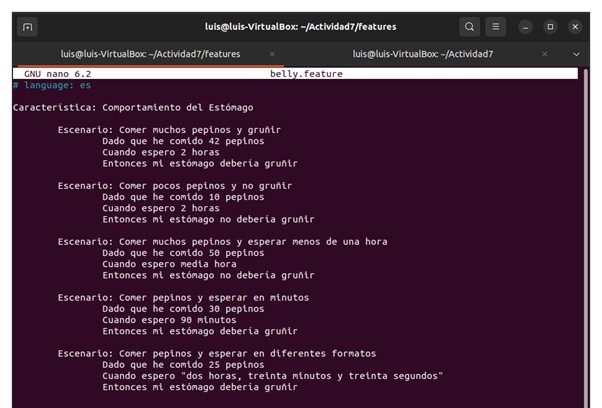 luis@luis-VirtualBox: ~/Actividad7/features
luis@luis-VirtualBox: ~/Actividad7/features × luis@luis-VirtualBox: ~/Actividad7 ×
GNU nano 6.2 belly.feature
# language: es
Característica: Comportamiento del Estómago
Escenario: Comer muchos pepinos y gruñir
Dado que he comido 42 pepinos
Cuando espero 2 horas
Entonces mi estómago debería gruñir
Escenario: Comer pocos pepinos y no gruñir
Dado que he comido 10 pepinos
Cuando espero 2 horas
Entonces mi estómago no debería gruñir
Escenario: Comer muchos pepinos y esperar menos de una hora
Dado que he comido 50 pepinos
Cuando espero media hora
Entonces mi estómago no debería gruñir
Escenario: Comer pepinos y esperar en minutos
Dado que he comido 30 pepinos
Cuando espero 90 minutos
Entonces mi estómago debería gruñir
Escenario: Comer pepinos y esperar en diferentes formatos
Dado que he comido 25 pepinos
Cuando espero "dos horas, treinta minutos y treinta segundos"
Entonces mi estómago debería gruñir